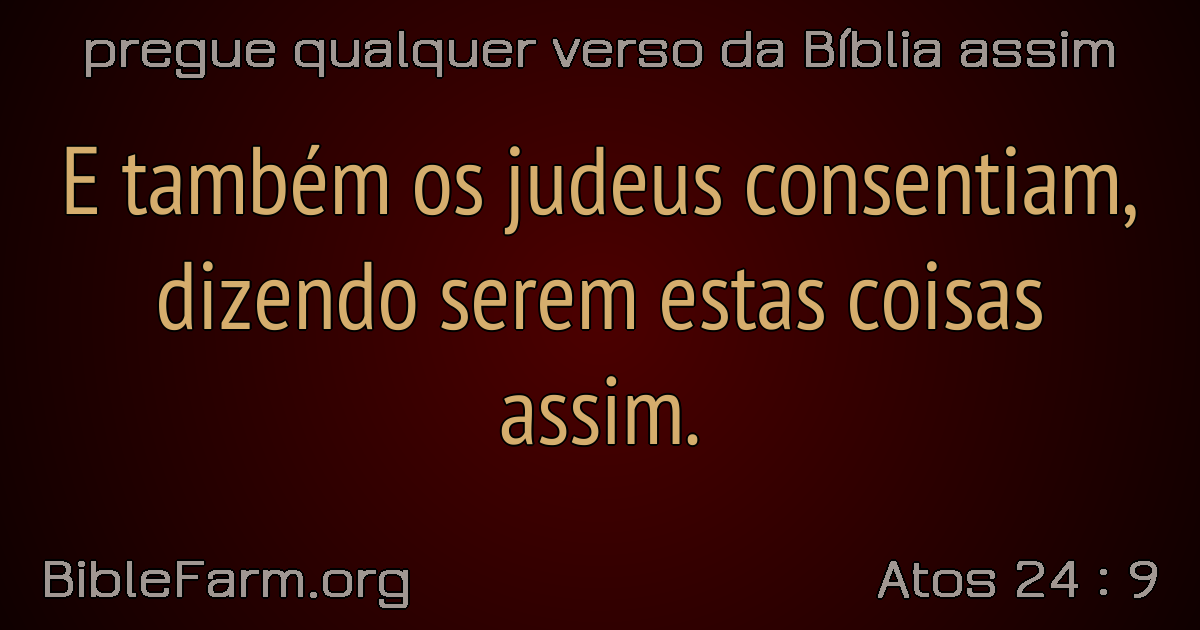 pregue qualquer verso da Bíblia assim
E também os judeus consentiam,
dizendo serem estas coisas
assim.
BibleFarm.org
Atos 24 : 9